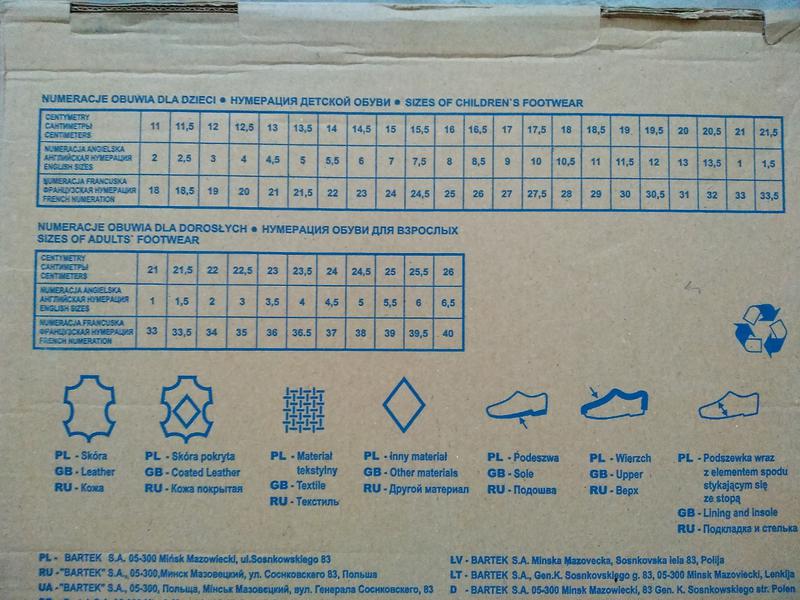 NUMERACJE OBUWIA DLA DZIECI ● НУМЕРАЦИЯ ДЕТСКОЙ ОБУВИ ● SIZES OF CHILDREN'S FOOTWEAR
CENTYMETRY
САНТИМЕТРЫ
CENTIMETERS
11 11,5 12 12,5 13 13,5 14 14,5 15 15,5 16 16,5 17 17,5 18 18,5 19 19,5 20 20,5 21 21,5
NUMERACJA ANGIELSKA
АНГЛИЙСКАЯ НУМЕРАЦИЯ
ENGLISH SIZES
2 2,5 3 4 4,5 5 5,5 6 7 7,5 8 8,5 9 10 10,5 11 11,5 12 13 13,5 1 1,5
NUMERACJA FRANCUSKA
ФРАНЦУЗСКАЯ НУМЕРАЦИЯ
FRENCH NUMERATION
18 18,5 19 20 21 21,5 22 23 24 24,5 25 26 27 27,5 28 29 30 30,5 31 32 33 33,5
NUMERACJE OBUWIA DLA DOROSŁYCH ● НУМЕРАЦИЯ ОБУВИ ДЛЯ ВЗРОСЛЫХ
SIZES OF ADULTS' FOOTWEAR
CENTYMETRY
САНТИМЕТРЫ
CENTIMETERS
21 21,5 22 22,5 23 23,5 24 24,5 25 25,5 26
NUMERACJA ANGIELSKA
АНГЛИЙСКАЯ НУМЕРАЦИЯ
ENGLISH SIZES
1 1,5 2 3 3,5 4 4,5 5 5,5 6 6,5
NUMERACJA FRANCUSKA
ФРАНЦУЗСКАЯ НУМЕРАЦИЯ
FRENCH NUMERATION
33 33,5 34 35 36 36.5 37 38 39 39,5 40
PL - Skóra
GB - Leather
RU - Кожа
PL - Skóra pokryta
GB - Coated Leather
RU - Кожа покрытая
PL - Materiał
tekstylny
GB - Textile
RU - Текстиль
PL - Inny materiał
GB - Other materials
RU - Другой материал
PL - Podeszwa
GB - Sole
RU - Подошва
PL - Wierzch
GB - Upper
RU - Верх
PL - Podszewka wraz
z elementem spodu
stykającym się
ze stopą
GB - Lining and insole
RU - Подкладка и стелька
PL - BARTEK S.A. 05-300 Mińsk Mazowiecki, ul.Sosnkowskiego 83
RU -"BARTEK" S.A., 05-300,Минск Мазовецкий, ул. Соснковского 83, Польша
UA -"BARTEK" S.A., 05-300, Польща, Мінськ Мазовецький, вул. Генерала Сосниковського, 83
LV - BARTEK S.A. Minska Mazovecka, Sosnkovska iela 83, Polija
LT - BARTEK S.A., Gen.K. Sosnkowskiego g. 83, 05-300 Minsk Mazoviecki, Lenkija
D - BARTEK S.A. 05-300 Minsk Mazowiecki, 83 Gen. K. Sosnkowskiego str. Polen